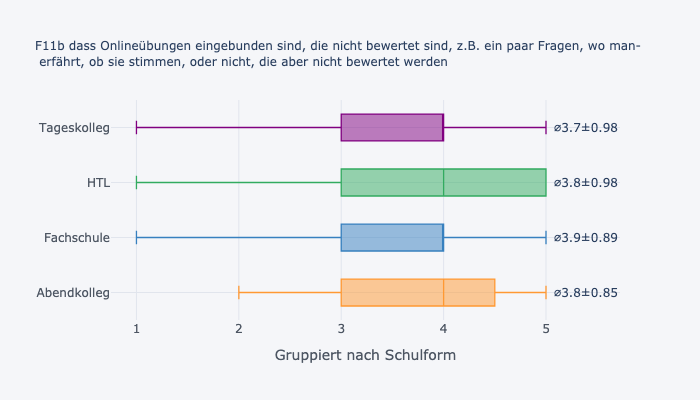 F11b dass Onlineübungen eingebunden sind, die nicht bewertet sind, z.B. ein paar Fragen, wo man-
erfährt, ob sie stimmen, oder nicht, die aber nicht bewertet werden
Tageskolleg ⌀3.7±0.98
HTL ⌀3.8±0.98
Fachschule ⌀3.9±0.89
Abendkolleg ⌀3.8±0.85
1 2 3 4 5
Gruppiert nach Schulform